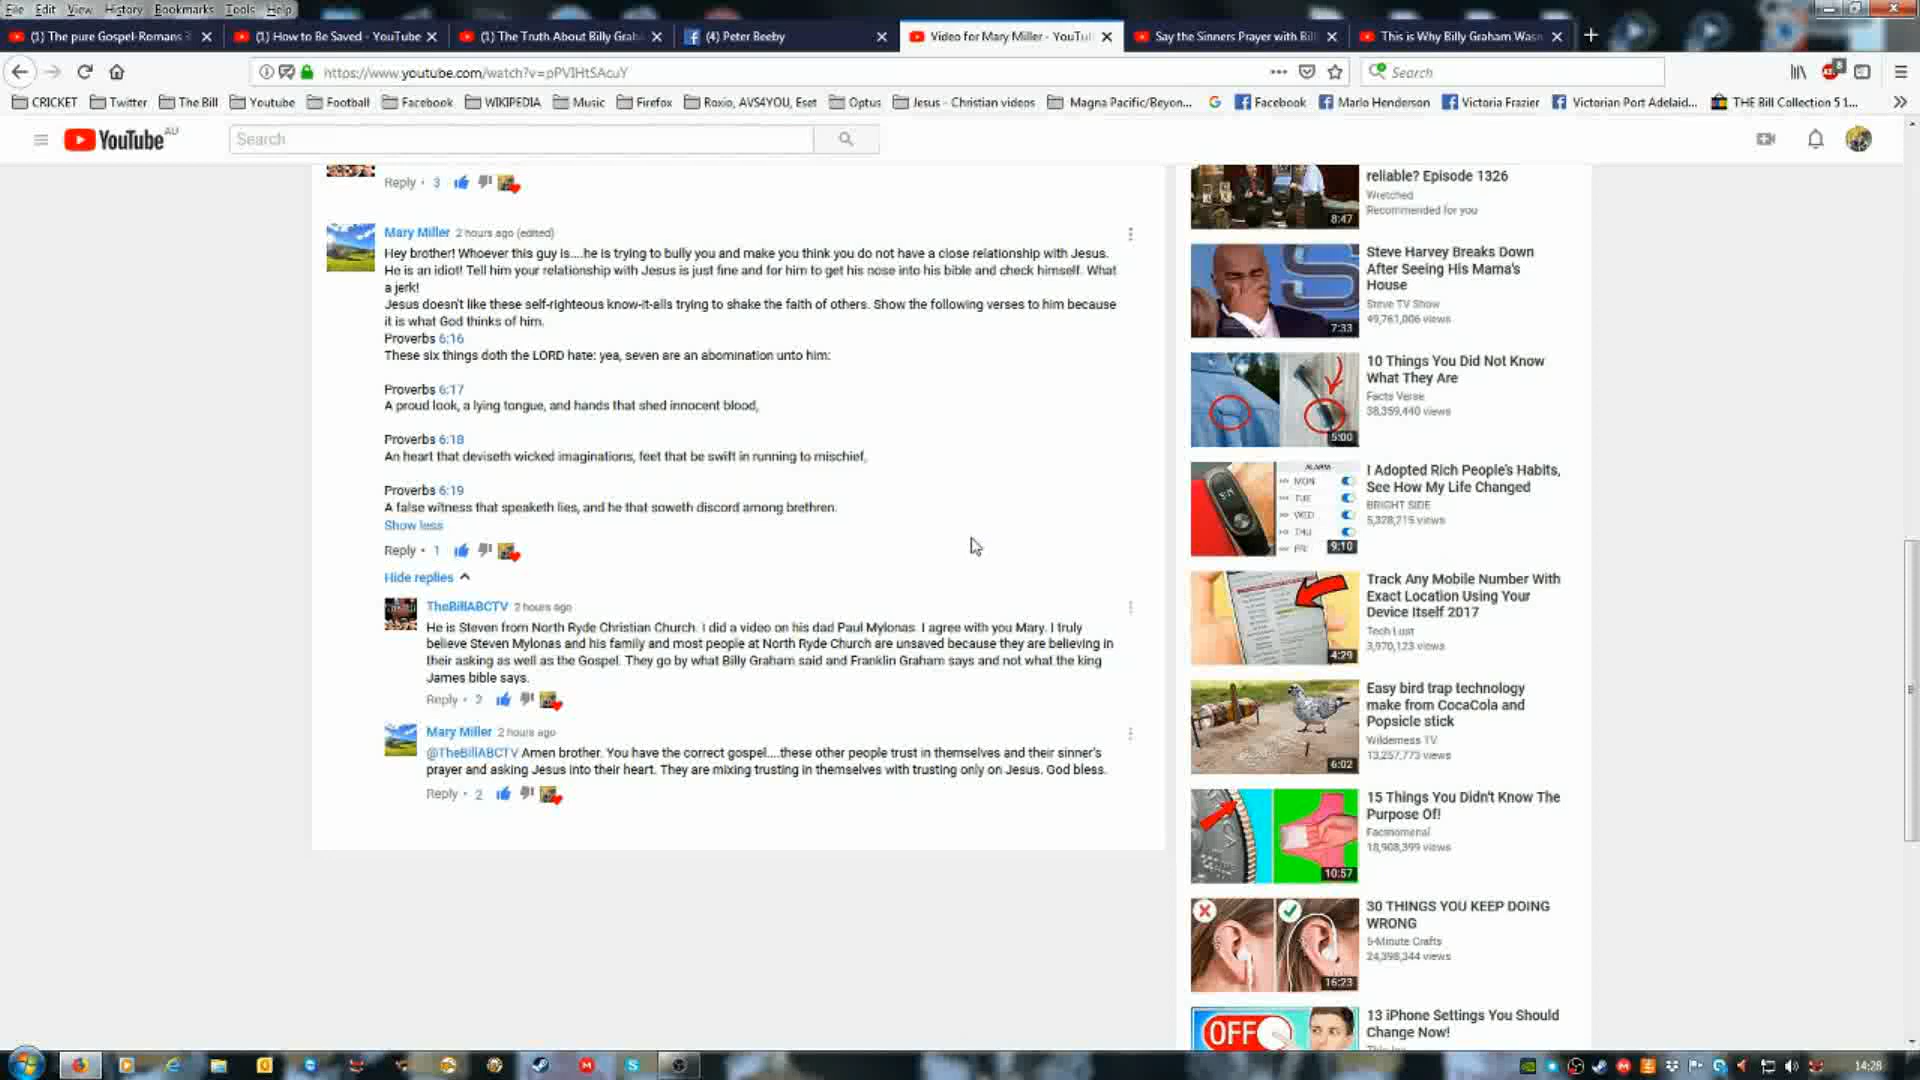 File Edit View History Bookmarks Tools Help
(1) The pure Gospel-Romans
(1) How to Be Saved - YouTube
(1) The Truth About Billy Grah
(4) Peter Beeby
Video for Mary Miller - YouTu
Say the Sinners Prayer with Bil
This is Why Billy Graham Wasn
https://www.youtube.com/watch?v=pPVIHtSAcuY
Search
CRICKET Twitter The Bill Youtube Football Facebook WIKIPEDIA Music Firefox Roxio, AVS4YOU, Eset Optus Jesus - Christian videos Magna Pacific/Beyon... Facebook Marlo Henderson Victoria Frazier Victorian Port Adelaid... THE Bill Collection 5 1...
YouTube AU
Search
Reply • 3
Mary Miller 2 hours ago (edited)
Hey brother! Whoever this guy is....he is trying to bully you and make you think you do not have a close relationship with Jesus.
He is an idiot! Tell him your relationship with Jesus is just fine and for him to get his nose into his bible and check himself. What
a jerk!
Jesus doesn't like these self-righteous know-it-alls trying to shake the faith of others. Show the following verses to him because
it is what God thinks of him.
Proverbs 6:16
These six things doth the LORD hate: yea, seven are an abomination unto him:
Proverbs 6:17
A proud look, a lying tongue, and hands that shed innocent blood,
Proverbs 6:18
An heart that deviseth wicked imaginations, feet that be swift in running to mischief,
Proverbs 6:19
A false witness that speaketh lies, and he that soweth discord among brethren.
Show less
Reply • 1
Hide replies
TheBillABCTV 2 hours ago
He is Steven from North Ryde Christian Church. I did a video on his dad Paul Mylonas. I agree with you Mary. I truly
believe Steven Mylonas and his family and most people at North Ryde Church are unsaved because they are believing in
their asking as well as the Gospel. They go by what Billy Graham said and Franklin Graham says and not what the king
James bible says.
Reply • 2
Mary Miller 2 hours ago
@TheBillABCTV Amen brother. You have the correct gospel....these other people trust in themselves and their sinner's
prayer and asking Jesus into their heart. They are mixing trusting in themselves with trusting only on Jesus. God bless.
Reply • 2
reliable? Episode 1326
Wretched
Recommended for you
8:47
Steve Harvey Breaks Down
After Seeing His Mama's
House
Steve TV Show
49,761,006 views
7:33
10 Things You Did Not Know
What They Are
Facts Verse
38,359,440 views
5:00
I Adopted Rich People's Habits,
See How My Life Changed
BRIGHT SIDE
5,328,715 views
ALARM
MON
TUE
WED
THU
FRI
9:10
Track Any Mobile Number With
Exact Location Using Your
Device Itself 2017
Tech Lust
3,970,123 views
4:29
Easy bird trap technology
make from CocaCola and
Popsicle stick
Wilderness TV
13,257,773 views
6:02
15 Things You Didn't Know The
Purpose Of!
Factnomenal
18,908,399 views
10:57
30 THINGS YOU KEEP DOING
WRONG
5-Minute Crafts
24,398,344 views
16:23
13 iPhone Settings You Should
Change Now!
OFF
14:28